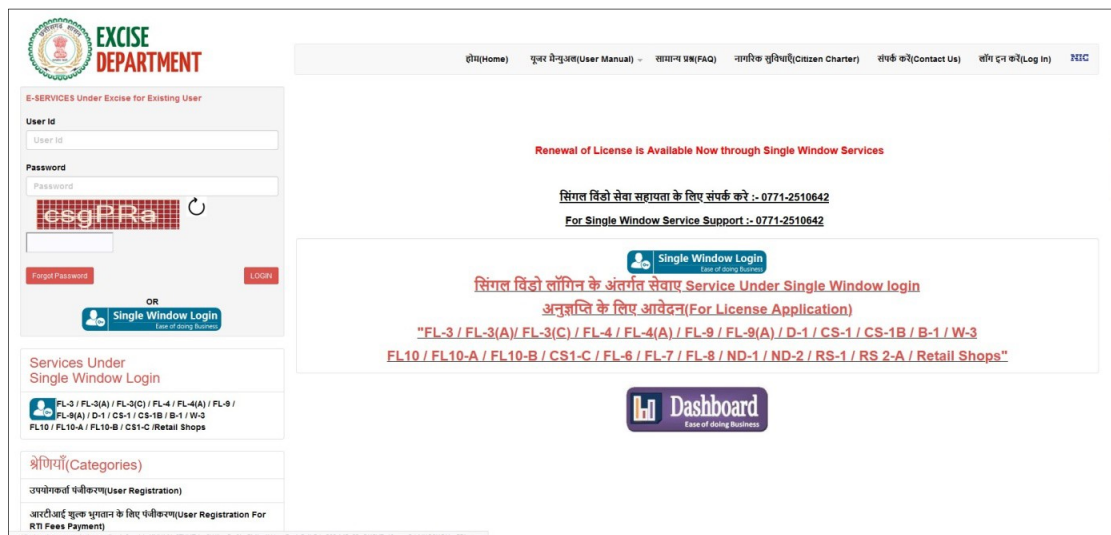 EXCISE
DEPARTMENT
होम(Home) यूजर मैन्युअल(User Manual) सामान्य प्रश्न(FAQ) नागरिक सुविधाएँ(Citizen Charter) संपर्क करें(Contact Us) लॉग इन करें(Log In) NIC
E-SERVICES Under Excise for Existing User
User Id
User Id
Password
Password
csgPRa
Forgot Password LOGIN
OR
Single Window Login
Ease of doing Business
Services Under
Single Window Login
FL-3 / FL-3(A) / FL-3(C) / FL-4 / FL-4(A) / FL-9 /
FL-9(A) / D-1 / CS-1 / CS-1B / B-1 / W-3
FL10 / FL10-A / FL10-B / CS1-C /Retail Shops
श्रेणियाँ(Categories)
उपयोगकर्ता पंजीकरण(User Registration)
आरटीआई शुल्क भुगतान के लिए पंजीकरण(User Registration For
RTI Fees Payment)
Renewal of License is Available Now through Single Window Services
सिंगल विंडो सेवा सहायता के लिए संपर्क करे :- 0771-2510642
For Single Window Service Support :- 0771-2510642
Single Window Login
Ease of doing Business
सिंगल विंडो लॉगिन के अंतर्गत सेवाए Service Under Single Window login
अनुज्ञप्ति के लिए आवेदन(For License Application)
"FL-3 / FL-3(A)/ FL-3(C) / FL-4 / FL-4(A) / FL-9 / FL-9(A) / D-1 / CS-1 / CS-1B / B-1 / W-3
FL10 / FL10-A / FL10-B / CS1-C / FL-6 / FL-7 / FL-8 / ND-1 / ND-2 / RS-1 / RS 2-A / Retail Shops"
Dashboard
Ease of doing Business